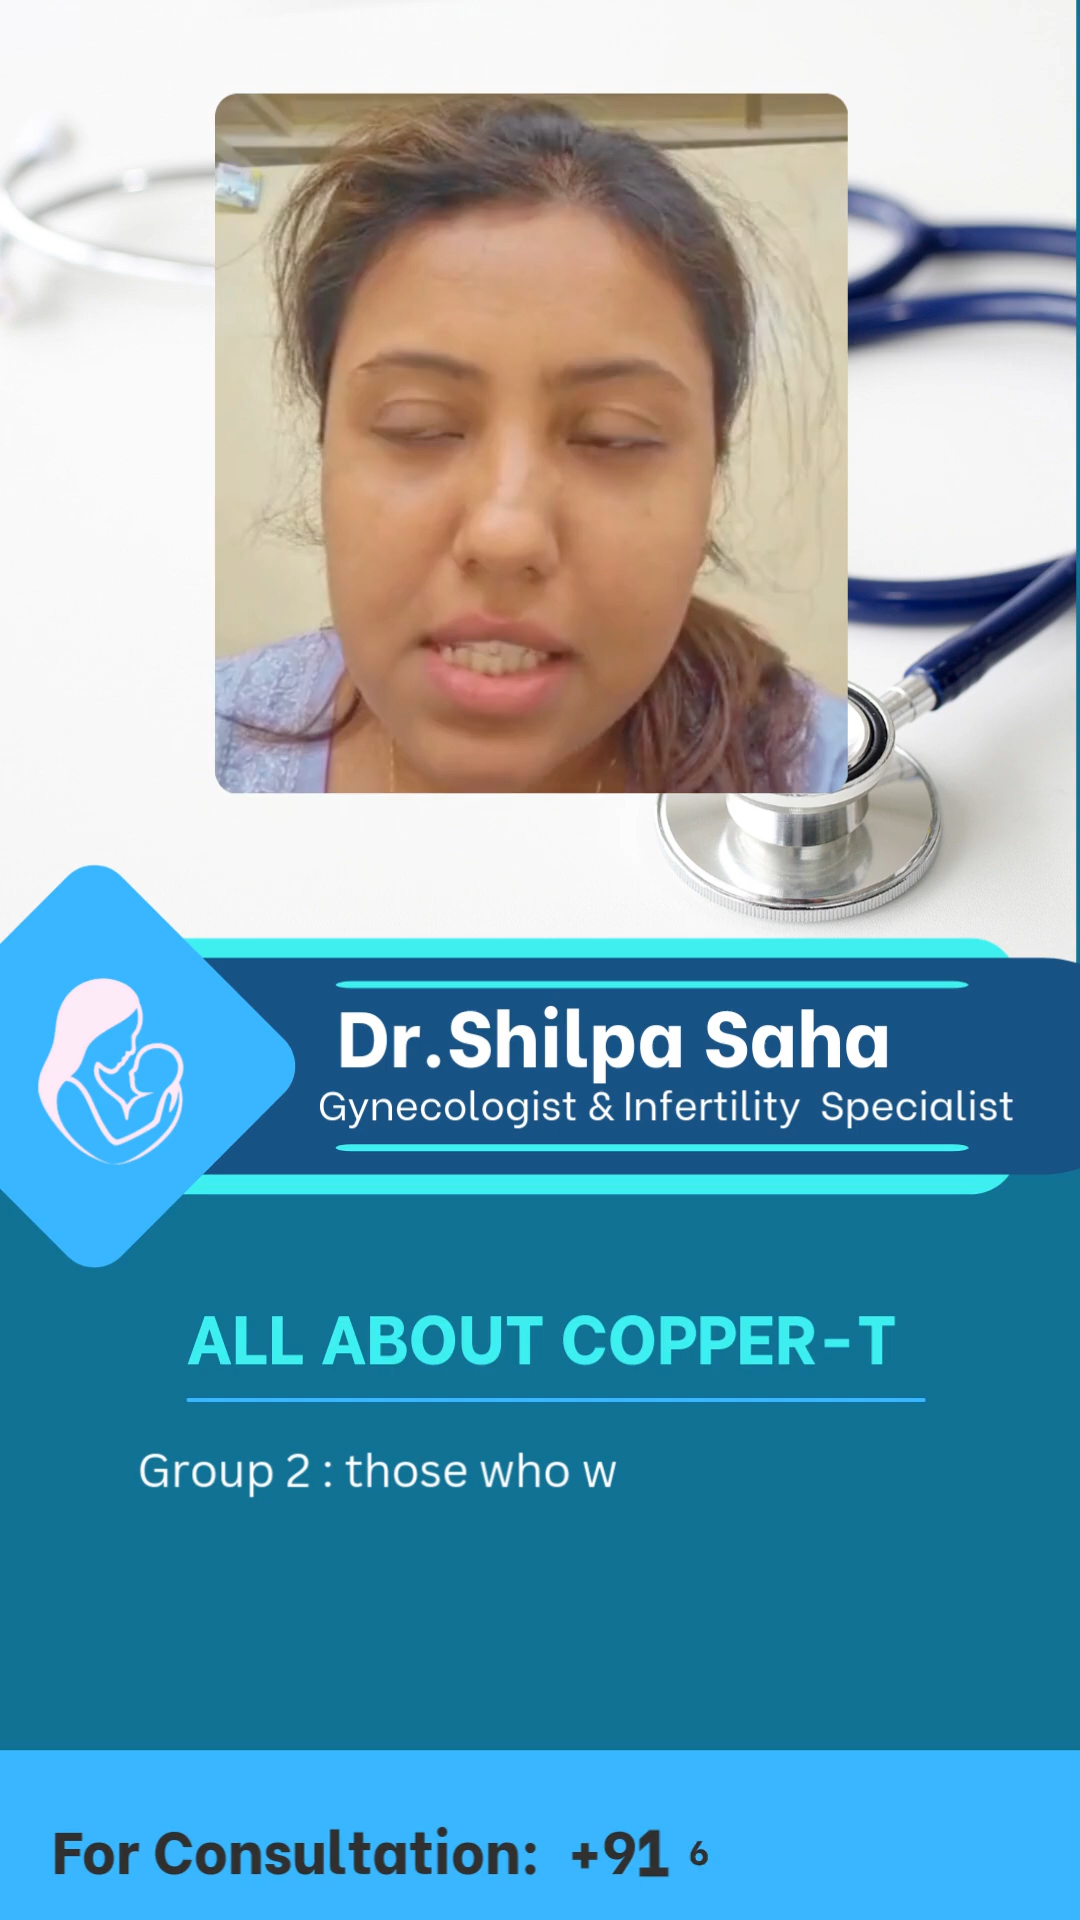 Dr.Shilpa Saha
Gynecologist & Infertility Specialist
ALL ABOUT COPPER-T
Group 2 : those who w
For Consultation: +91 6